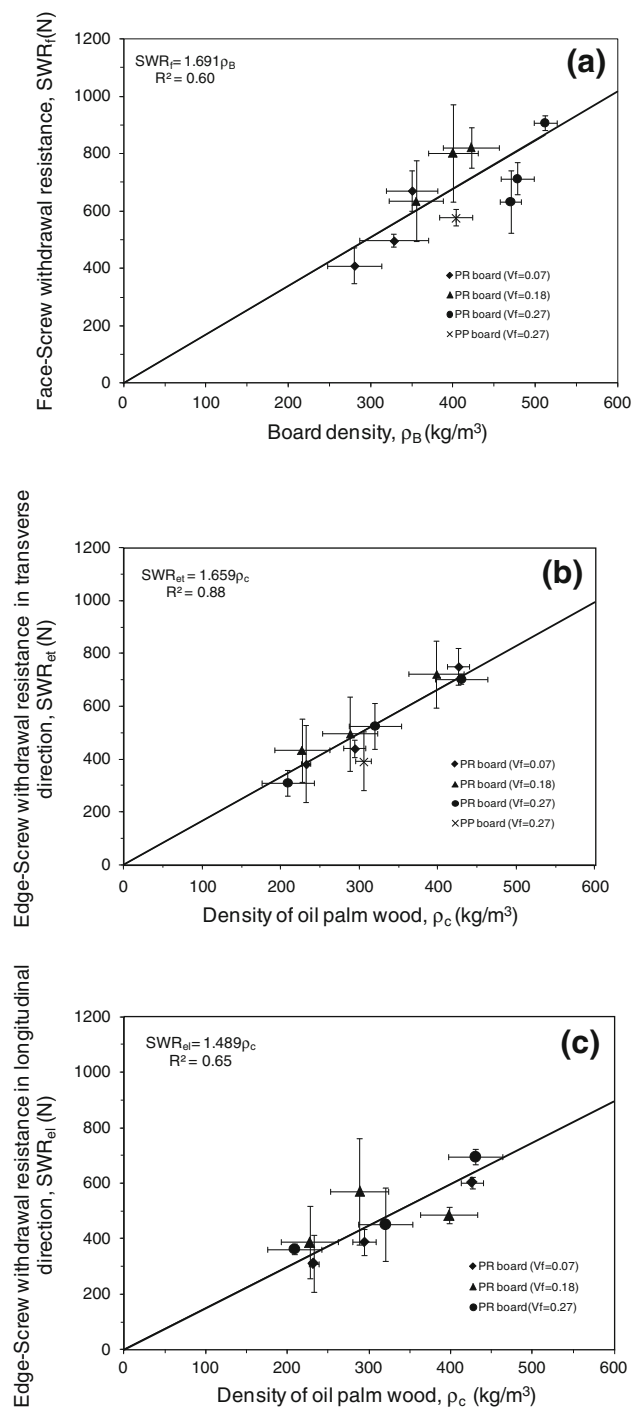 Face-Screw withdrawal resistance, SWR_f(N)
1200
1000
800
600
400
200
0
SWR_f= 1.691ρ_B
R² = 0.60
(a)
◆PR board (Vf=0.07)
▲PR board (Vf=0.18)
●PR board (Vf=0.27)
×PP board (Vf=0.27)
0 100 200 300 400 500 600
Board density, ρ_B (kg/m³)
Edge-Screw withdrawal resistance in transverse
direction, SWR_et (N)
1200
1000
800
600
400
200
0
SWR_et = 1.659ρ_c
R² = 0.88
(b)
◆PR board (Vf=0.07)
▲PR board (Vf=0.18)
●PR board (Vf=0.27)
×PP board (Vf=0.27)
0 100 200 300 400 500 600
Density of oil palm wood, ρ_c (kg/m³)
Edge-Screw withdrawal resistance in longitudinal
direction, SWR_el (N)
1200
1000
800
600
400
200
0
SWR_el= 1.489ρ_c
R² = 0.65
(c)
◆PR board (Vf=0.07)
▲PR board (Vf=0.18)
●PR board(Vf=0.27)
0 100 200 300 400 500 600
Density of oil palm wood, ρ_c (kg/m³)